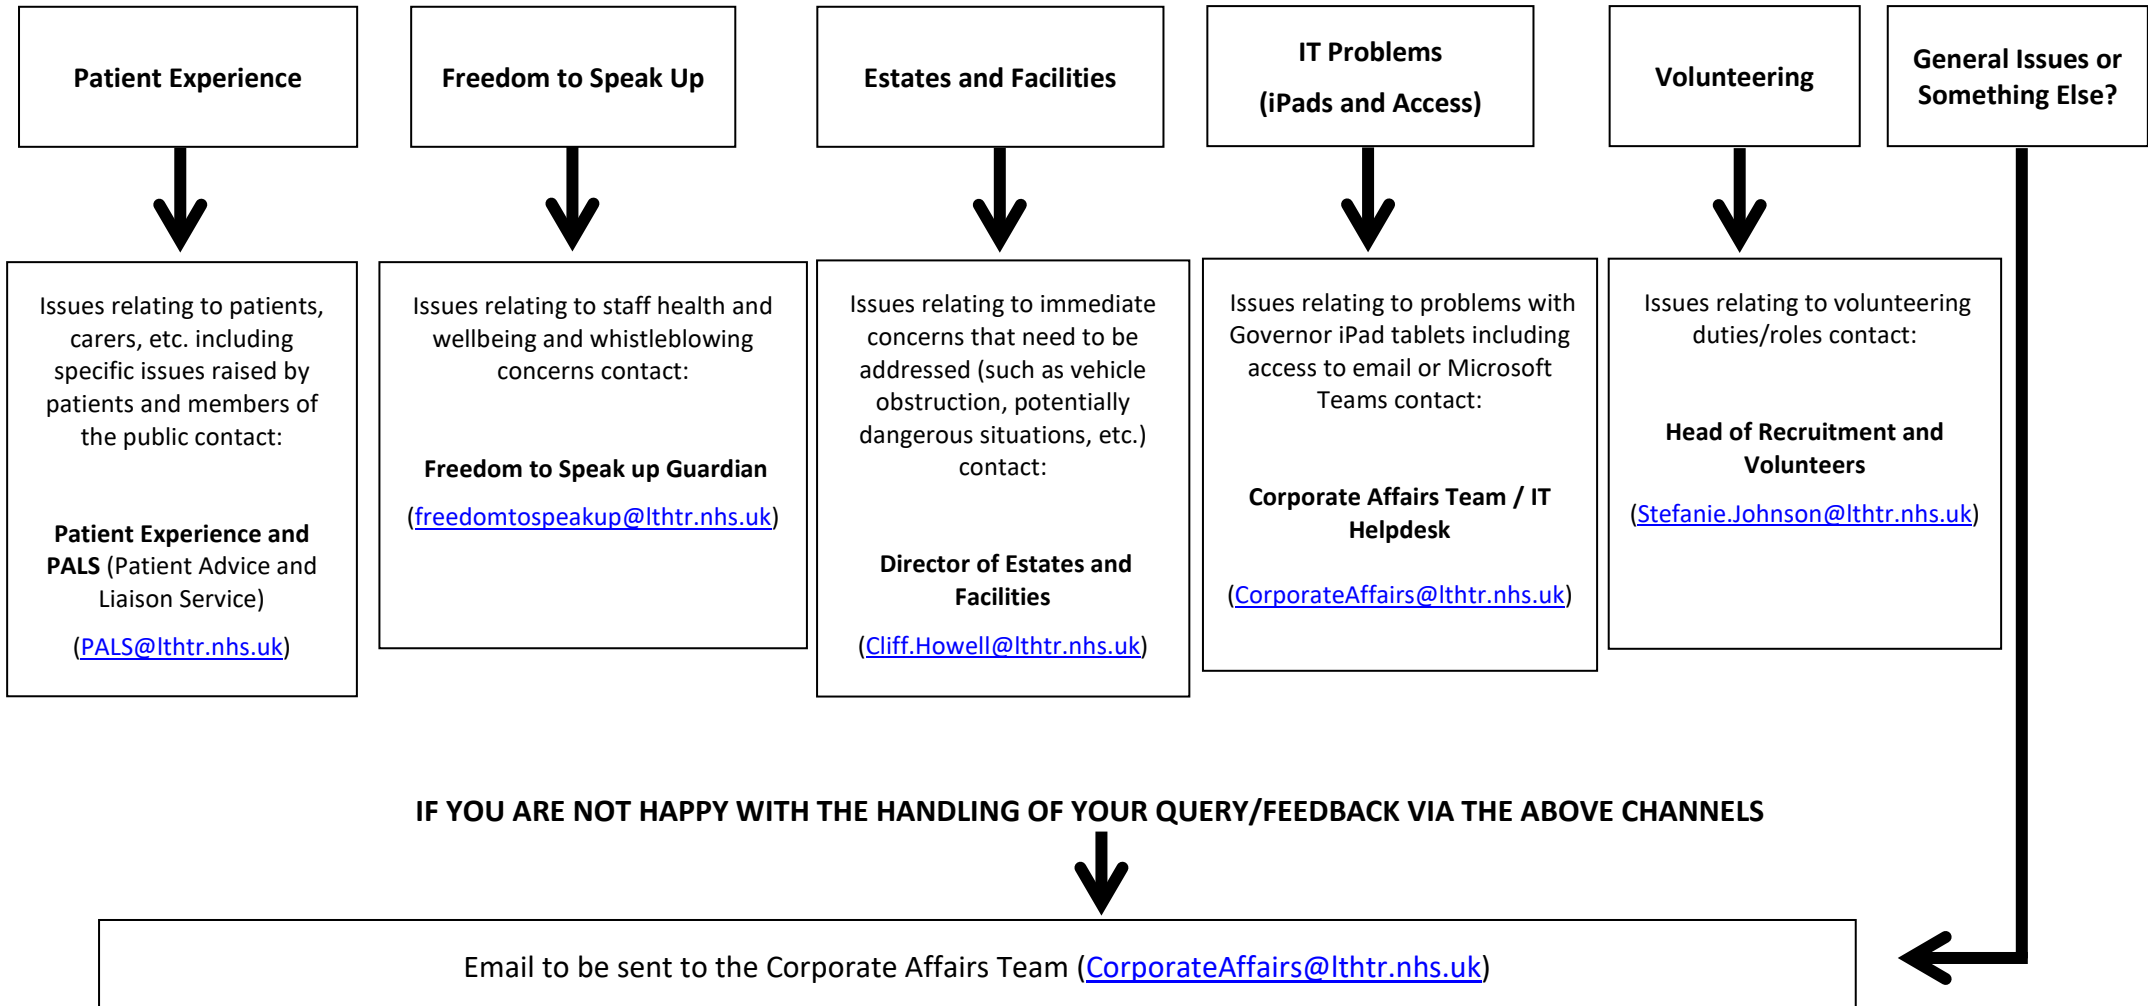 Patient Experience
Freedom to Speak Up
Estates and Facilities
IT Problems
(iPads and Access)
Volunteering
General Issues or
Something Else?
Issues relating to patients,
carers, etc. including
specific issues raised by
patients and members of
the public contact:
Patient Experience and
PALS (Patient Advice and
Liaison Service)
(PALS@lthtr.nhs.uk)
Issues relating to staff health and
wellbeing and whistleblowing
concerns contact:
Freedom to Speak up Guardian
(freedomtospeakup@lthtr.nhs.uk)
Issues relating to immediate
concerns that need to be
addressed (such as vehicle
obstruction, potentially
dangerous situations, etc.)
contact:
Director of Estates and
Facilities
(Cliff.Howell@lthtr.nhs.uk)
Issues relating to problems with
Governor iPad tablets including
access to email or Microsoft
Teams contact:
Corporate Affairs Team / IT
Helpdesk
(CorporateAffairs@lthtr.nhs.uk)
Issues relating to volunteering
duties/roles contact:
Head of Recruitment and
Volunteers
(Stefanie.Johnson@lthtr.nhs.uk)
IF YOU ARE NOT HAPPY WITH THE HANDLING OF YOUR QUERY/FEEDBACK VIA THE ABOVE CHANNELS
Email to be sent to the Corporate Affairs Team (CorporateAffairs@lthtr.nhs.uk)